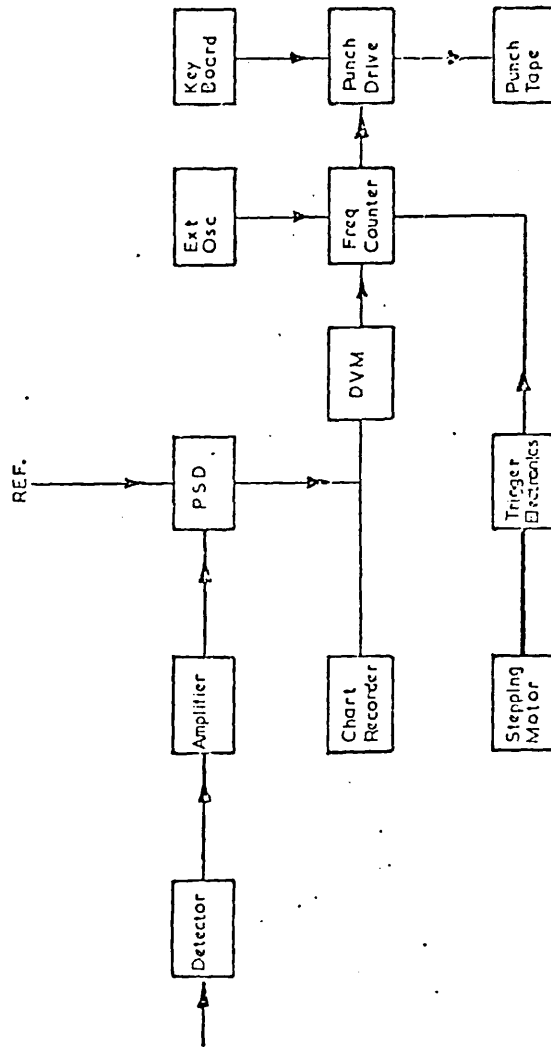 REF.
Detector
Amplifier
PSD
Ext
Osc
Key
Board
Chart
Recorder
DVM
Freq
Counter
Punch
Drive
Stepping
Motor
Trigger
Electronics
Punch
Tape